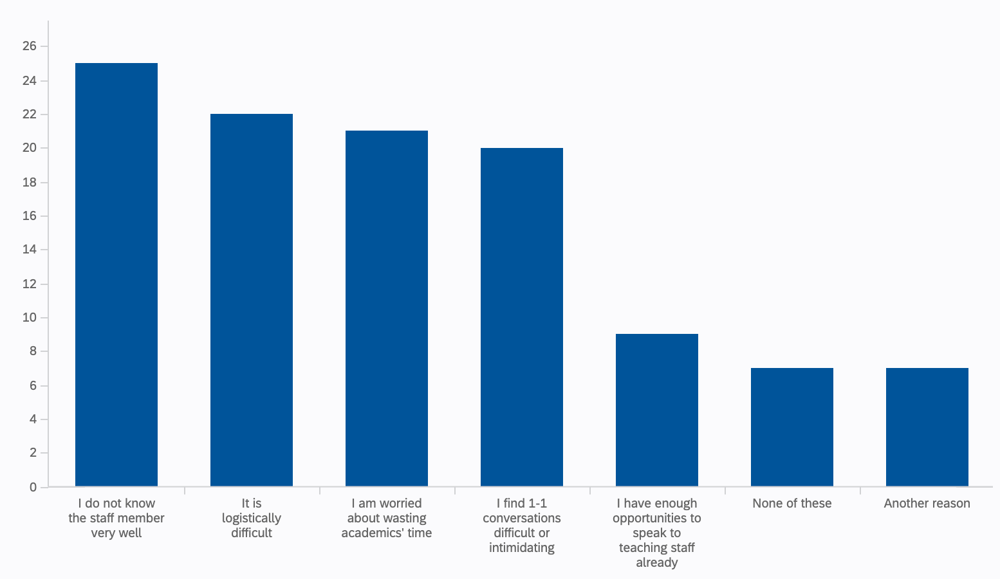 26
24
22
20
18
16
14
12
10
8
6
4
2
0
I do not know
the staff member
very well
It is
logistically
difficult
I am worried
about wasting
academics' time
I find 1-1
conversations
difficult or
intimidating
I have enough
opportunities to
speak to
teaching staff
already
None of these
Another reason